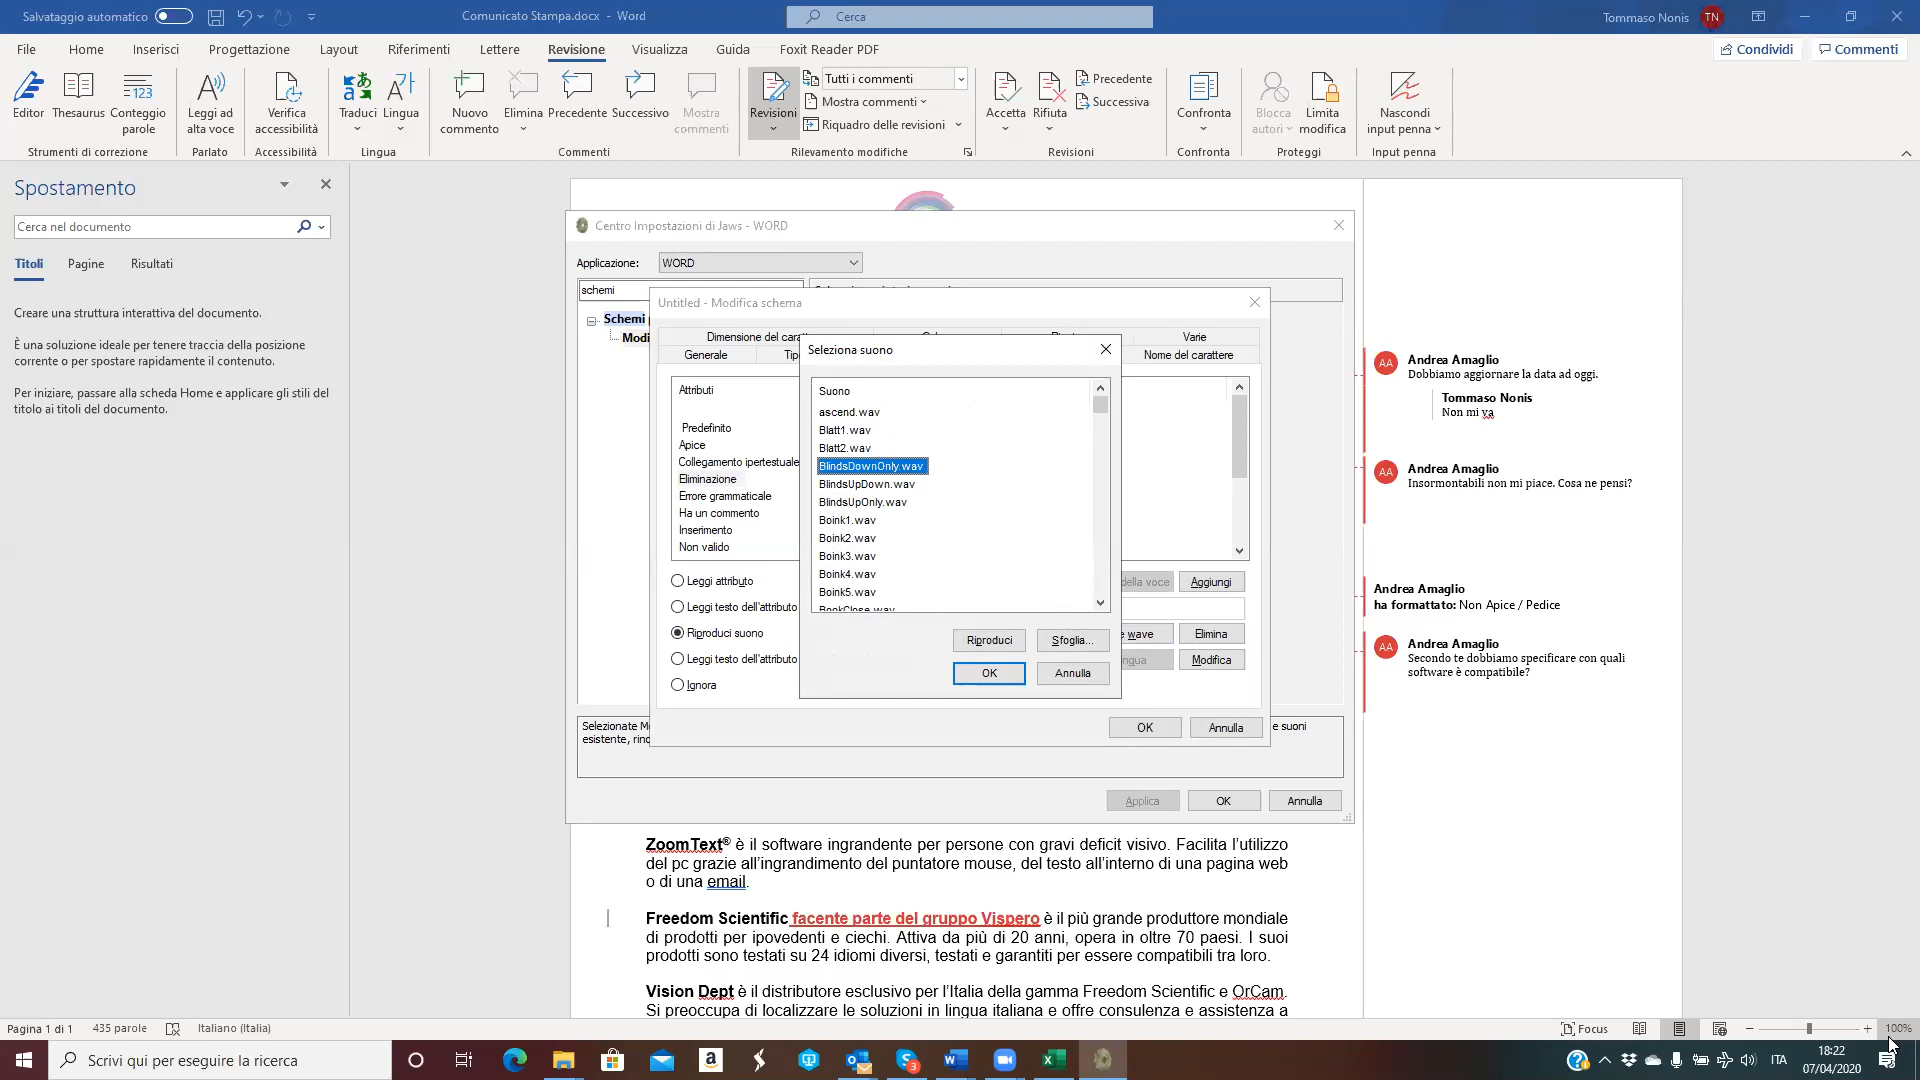 Salvataggio automatico
Comunicato Stampa.docx - Word
Cerca
Tommaso Nonis TN
File Home Inserisci Progettazione Layout Riferimenti Lettere Revisione Visualizza Guida Foxit Reader PDF
Condividi Commenti
Editor Thesaurus Conteggio parole
Strumenti di correzione
Leggi ad alta voce
Parlato
Verifica accessibilità
Accessibilità
Traduci Lingua
Lingua
Nuovo commento Elimina Precedente Successivo Mostra commenti
Commenti
Revisioni
Tutti i commenti
Mostra commenti
Riquadro delle revisioni
Rilevamento modifiche
Accetta Rifiuta
Precedente
Successiva
Revisioni
Confronta
Confronta
Blocca autori Limita modifica
Proteggi
Nascondi input penna
Input penna
Spostamento
Cerca nel documento
Titoli Pagine Risultati
Creare una struttura interattiva del documento.
È una soluzione ideale per tenere traccia della posizione
corrente o per spostare rapidamente il contenuto.
Per iniziare, passare alla scheda Home e applicare gli stili del
titolo ai titoli del documento.
Centro Impostazioni di Jaws - WORD
Applicazione: WORD
schemi
Schemi
Modi
Untitled - Modifica schema
Dimensione del cara
Varie
Generale
Tip
Nome del carattere
Attributi
Predefinito
Apice
Collegamento ipertestuale
Eliminazione
Errore grammaticale
Ha un commento
Inserimento
Non valido
Leggi attributo
Leggi testo dell'attributo
Riproduci suono
Leggi testo dell'attributo
Ignora
della voce Aggiungi
e wave Elimina
ngua Modifica
OK Annulla
Seleziona suono
Suono
ascend.wav
Blatt1.wav
Blatt2.wav
BlindsDownOnly.wav
BlindsUpDown.wav
BlindsUpOnly.wav
Boink1.wav
Boink2.wav
Boink3.wav
Boink4.wav
Boink5.wav
BookClose.wav
Riproduci Sfoglia...
OK Annulla
Selezionate M
e suoni
esistente, rinc
Applica OK Annulla
AA Andrea Amaglio
Dobbiamo aggiornare la data ad oggi.
Tommaso Nonis
Non mi va
AA Andrea Amaglio
Insormontabili non mi piace. Cosa ne pensi?
Andrea Amaglio
ha formattato: Non Apice / Pedice
AA Andrea Amaglio
Secondo te dobbiamo specificare con quali
software è compatibile?
ZoomText® è il software ingrandente per persone con gravi deficit visivo. Facilita l’utilizzo
del pc grazie all’ingrandimento del puntatore mouse, del testo all’interno di una pagina web
o di una email.
Freedom Scientific facente parte del gruppo Vispero è il più grande produttore mondiale
di prodotti per ipovedenti e ciechi. Attiva da più di 20 anni, opera in oltre 70 paesi. I suoi
prodotti sono testati su 24 idiomi diversi, testati e garantiti per essere compatibili tra loro.
Vision Dept è il distributore esclusivo per l’Italia della gamma Freedom Scientific e OrCam.
Si preoccupa di localizzare le soluzioni in lingua italiana e offre consulenza e assistenza a
Pagina 1 di 1 435 parole Italiano (Italia)
Focus
100%
Scrivi qui per eseguire la ricerca
ITA
18:22
07/04/2020